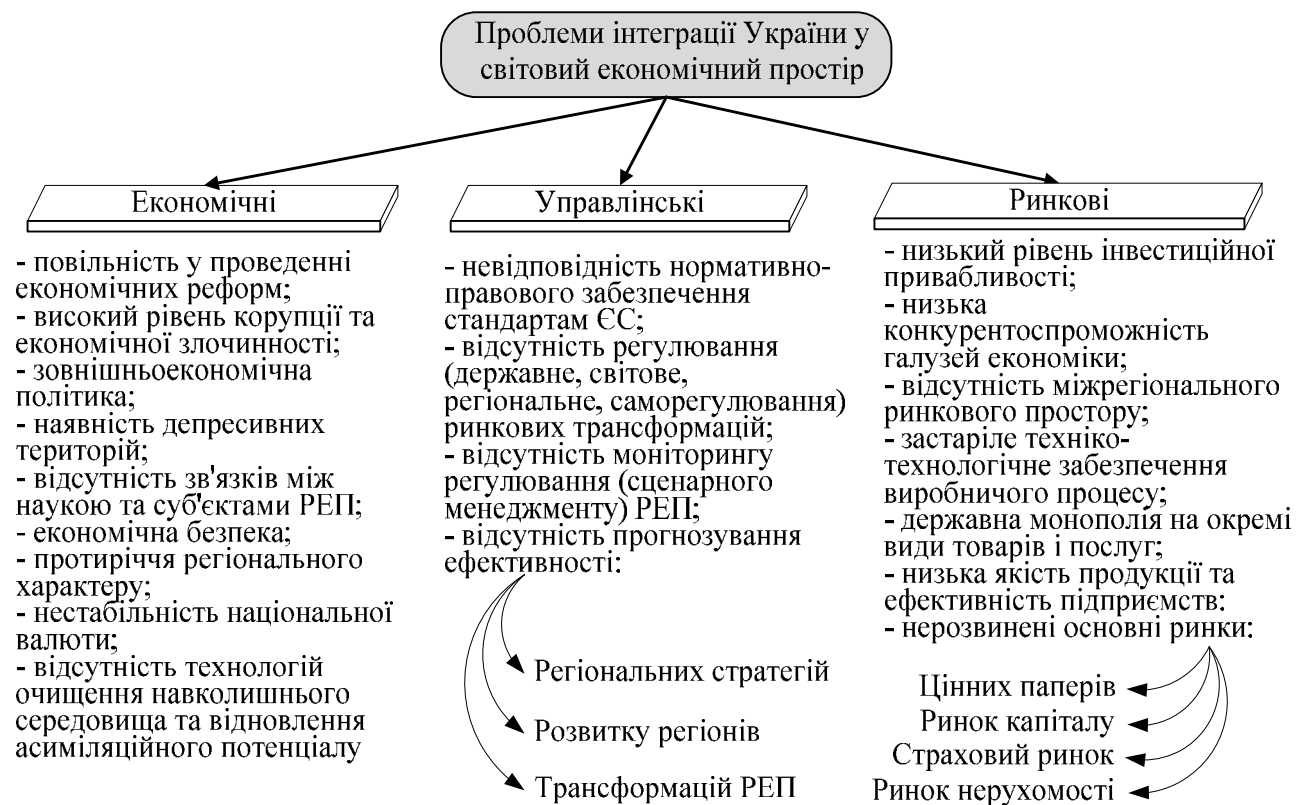 Проблеми інтеграції України у
світовий економічний простір
Економічні
- повільність у проведенні
економічних реформ;
- високий рівень корупції та
економічної злочинності;
- зовнішньоекономічна
політика;
- наявність депресивних
територій;
- відсутність зв'язків між
наукою та суб'єктами РЕП;
- економічна безпека;
- протиріччя регіонального
характеру;
- нестабільність національної
валюти;
- відсутність технологій
очищення навколишнього
середовища та відновлення
асиміляційного потенціалу
Управлінські
- невідповідність нормативно-
правового забезпечення
стандартам ЄС;
- відсутність регулювання
(державне, світове,
регіональне, саморегулювання)
ринкових трансформацій;
- відсутність моніторингу
регулювання (сценарного
менеджменту) РЕП;
- відсутність прогнозування
ефективності:
Регіональних стратегій
Розвитку регіонів
Трансформацій РЕП
Ринкові
- низький рівень інвестиційної
привабливості;
- низька
конкурентоспроможність
галузей економіки;
- відсутність міжрегіонального
ринкового простору;
- застаріле техніко-
технологічне забезпечення
виробничого процесу;
- державна монополія на окремі
види товарів і послуг;
- низька якість продукції та
ефективність підприємств:
- нерозвинені основні ринки:
Цінних паперів
Ринок капіталу
Страховий ринок
Ринок нерухомості